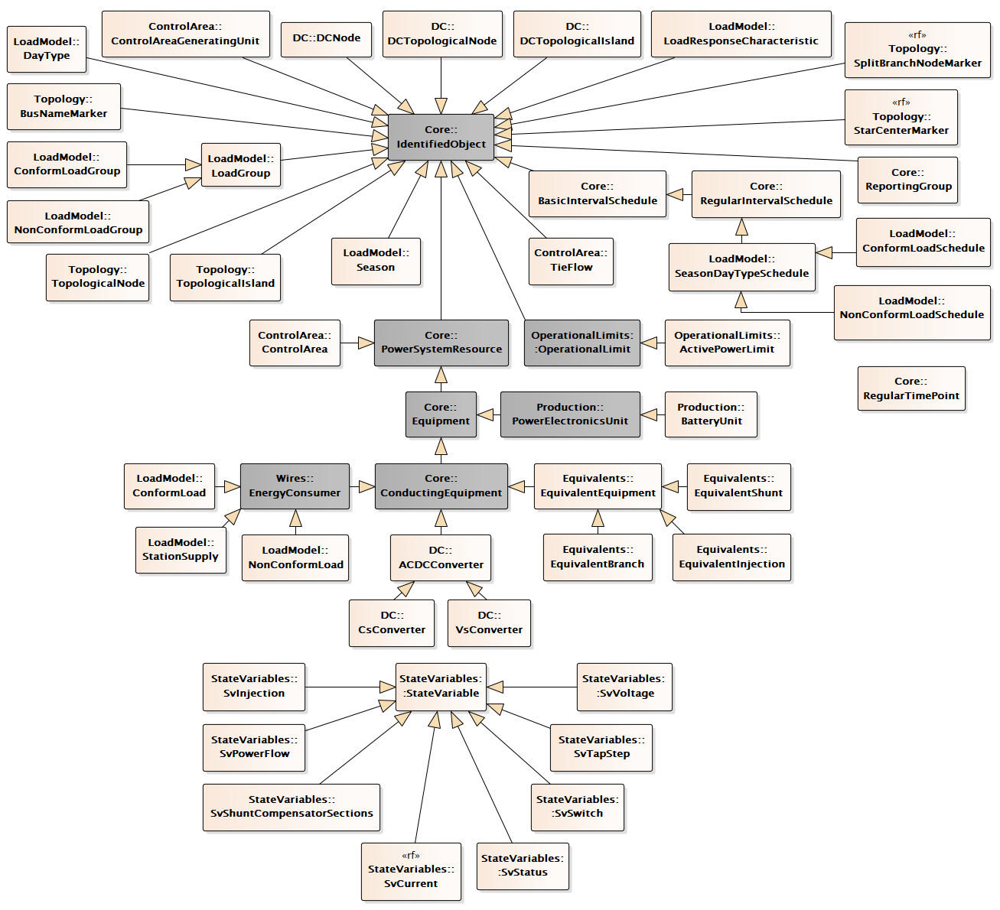 LoadModel::
DayType
ControlArea::
ControlAreaGeneratingUnit
DC::DCNode
DC::
DCTopologicalNode
DC::
DCTopologicalIsland
LoadModel::
LoadResponseCharacteristic
«rf»
Topology::
SplitBranchNodeMarker
Topology::
BusNameMarker
Core::
IdentifiedObject
«rf»
Topology::
StarCenterMarker
LoadModel::
ConformLoadGroup
LoadModel::
LoadGroup
Core::
ReportingGroup
Core::
BasicIntervalSchedule
Core::
RegularIntervalSchedule
LoadModel::
NonConformLoadGroup
LoadModel::
ConformLoadSchedule
Topology::
TopologicalNode
Topology::
TopologicalIsland
LoadModel::
Season
ControlArea::
TieFlow
LoadModel::
SeasonDayTypeSchedule
LoadModel::
NonConformLoadSchedule
ControlArea::
ControlArea
Core::
PowerSystemResource
OperationalLimits:
:OperationalLimit
OperationalLimits::
ActivePowerLimit
Core::
RegularTimePoint
Core::
Equipment
Production::
PowerElectronicsUnit
Production::
BatteryUnit
LoadModel::
ConformLoad
Wires::
EnergyConsumer
Core::
ConductingEquipment
Equivalents::
EquivalentEquipment
Equivalents::
EquivalentShunt
LoadModel::
StationSupply
LoadModel::
NonConformLoad
DC::
ACDCConverter
Equivalents::
EquivalentBranch
Equivalents::
EquivalentInjection
DC::
CsConverter
DC::
VsConverter
StateVariables::
SvInjection
StateVariables:
:StateVariable
StateVariables:
:SvVoltage
StateVariables::
SvPowerFlow
StateVariables::
SvTapStep
StateVariables::
SvShuntCompensatorSections
StateVariables:
:SvSwitch
«rf»
StateVariables::
SvCurrent
StateVariables:
:SvStatus